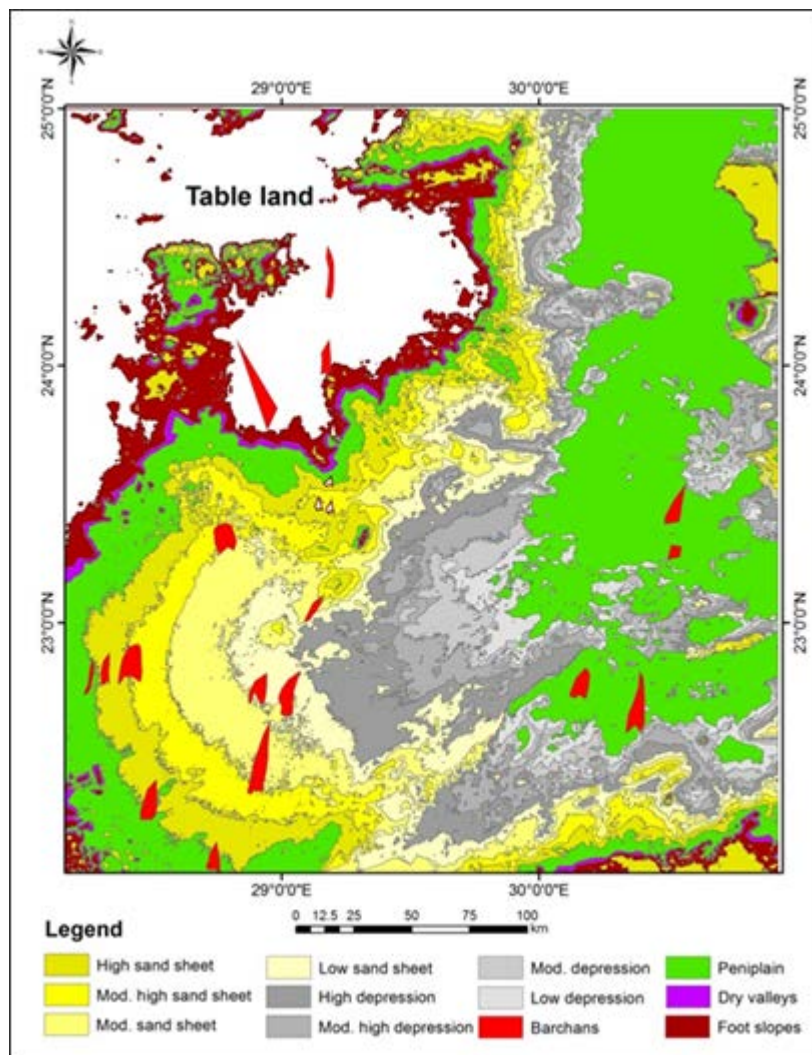 29°0'0"E
30°0'0"E
25°0'0"N
25°0'0"N
Table land
24°0'0"N
24°0'0"N
23°0'0"N
23°0'0"N
29°0'0"E
30°0'0"E
Legend
0 12.5 25 50 75 100
km
High sand sheet
Mod. high sand sheet
Mod. sand sheet
Low sand sheet
High depression
Mod. high depression
Mod. depression
Low depression
Barchans
Peniplain
Dry valleys
Foot slopes